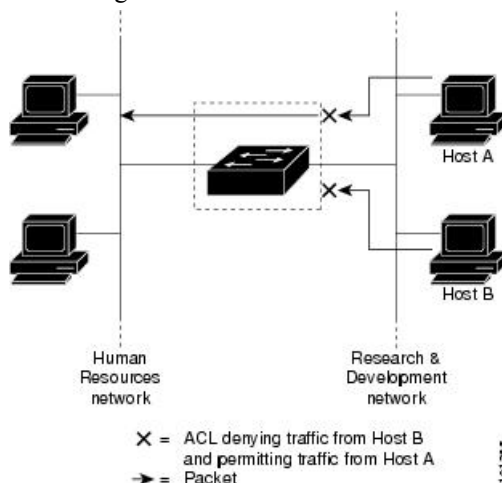 Host A
Host B
Human
Resources
network
Research &
Development
network
X = ACL denying traffic from Host B
and permitting traffic from Host A
= Packet